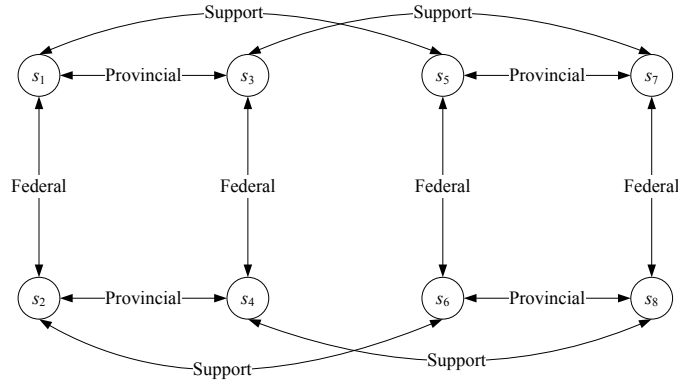 Support Support
s1 Provincial s3 s5 Provincial s7
Federal Federal Federal Federal
s2 Provincial s4 s6 Provincial s8
Support Support